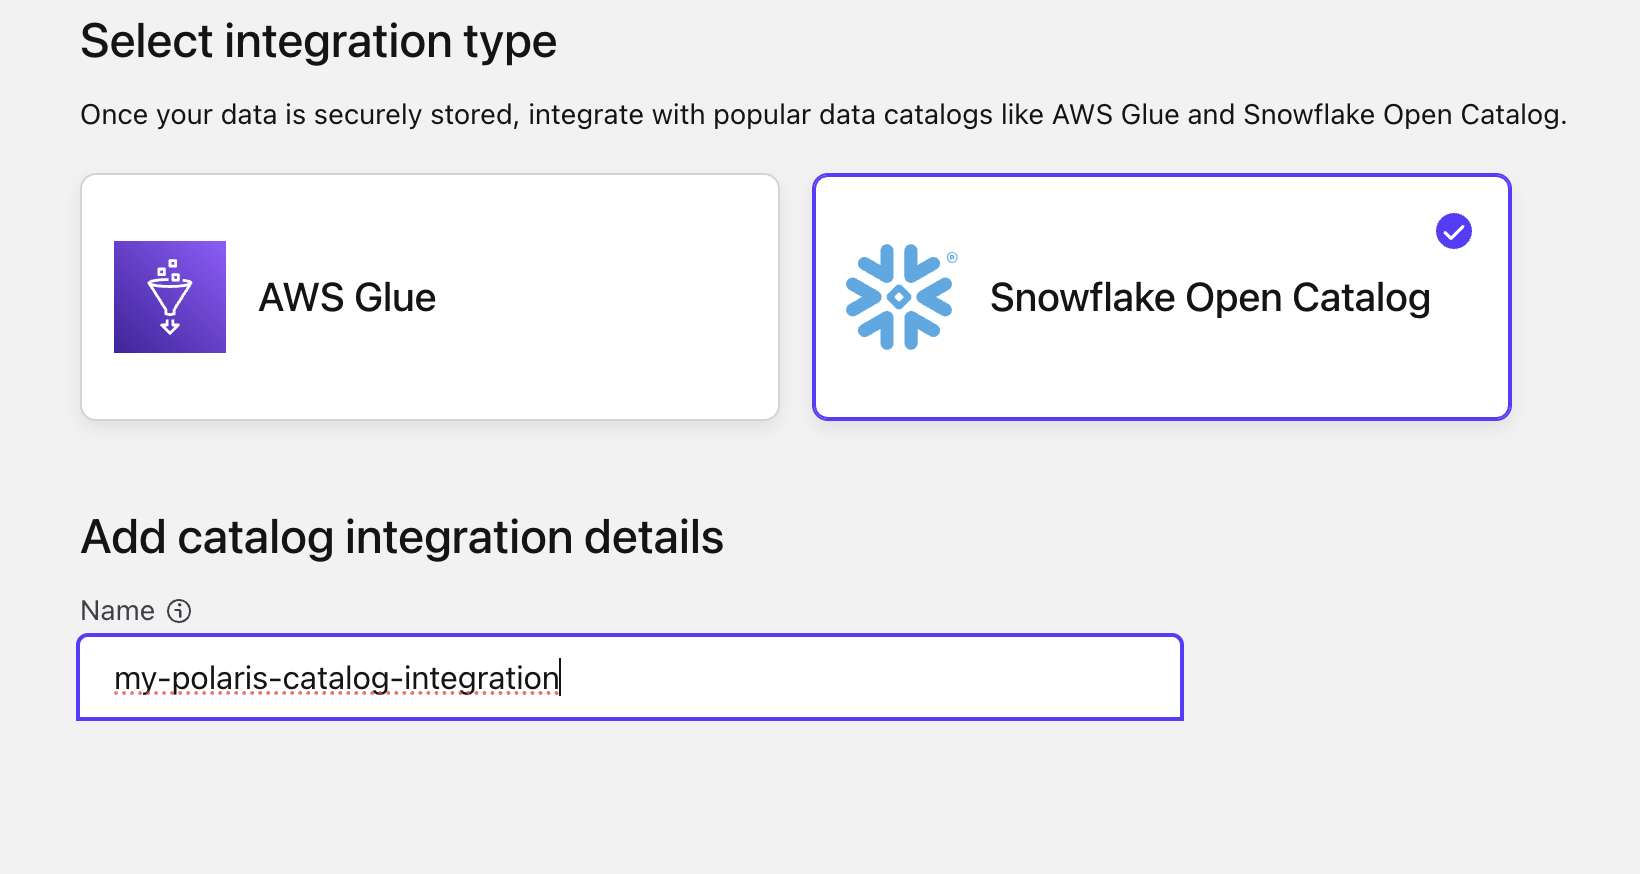 Select integration type
Once your data is securely stored, integrate with popular data catalogs like AWS Glue and Snowflake Open Catalog.
AWS Glue
® Snowflake Open Catalog
Add catalog integration details
Name
my-polaris-catalog-integration